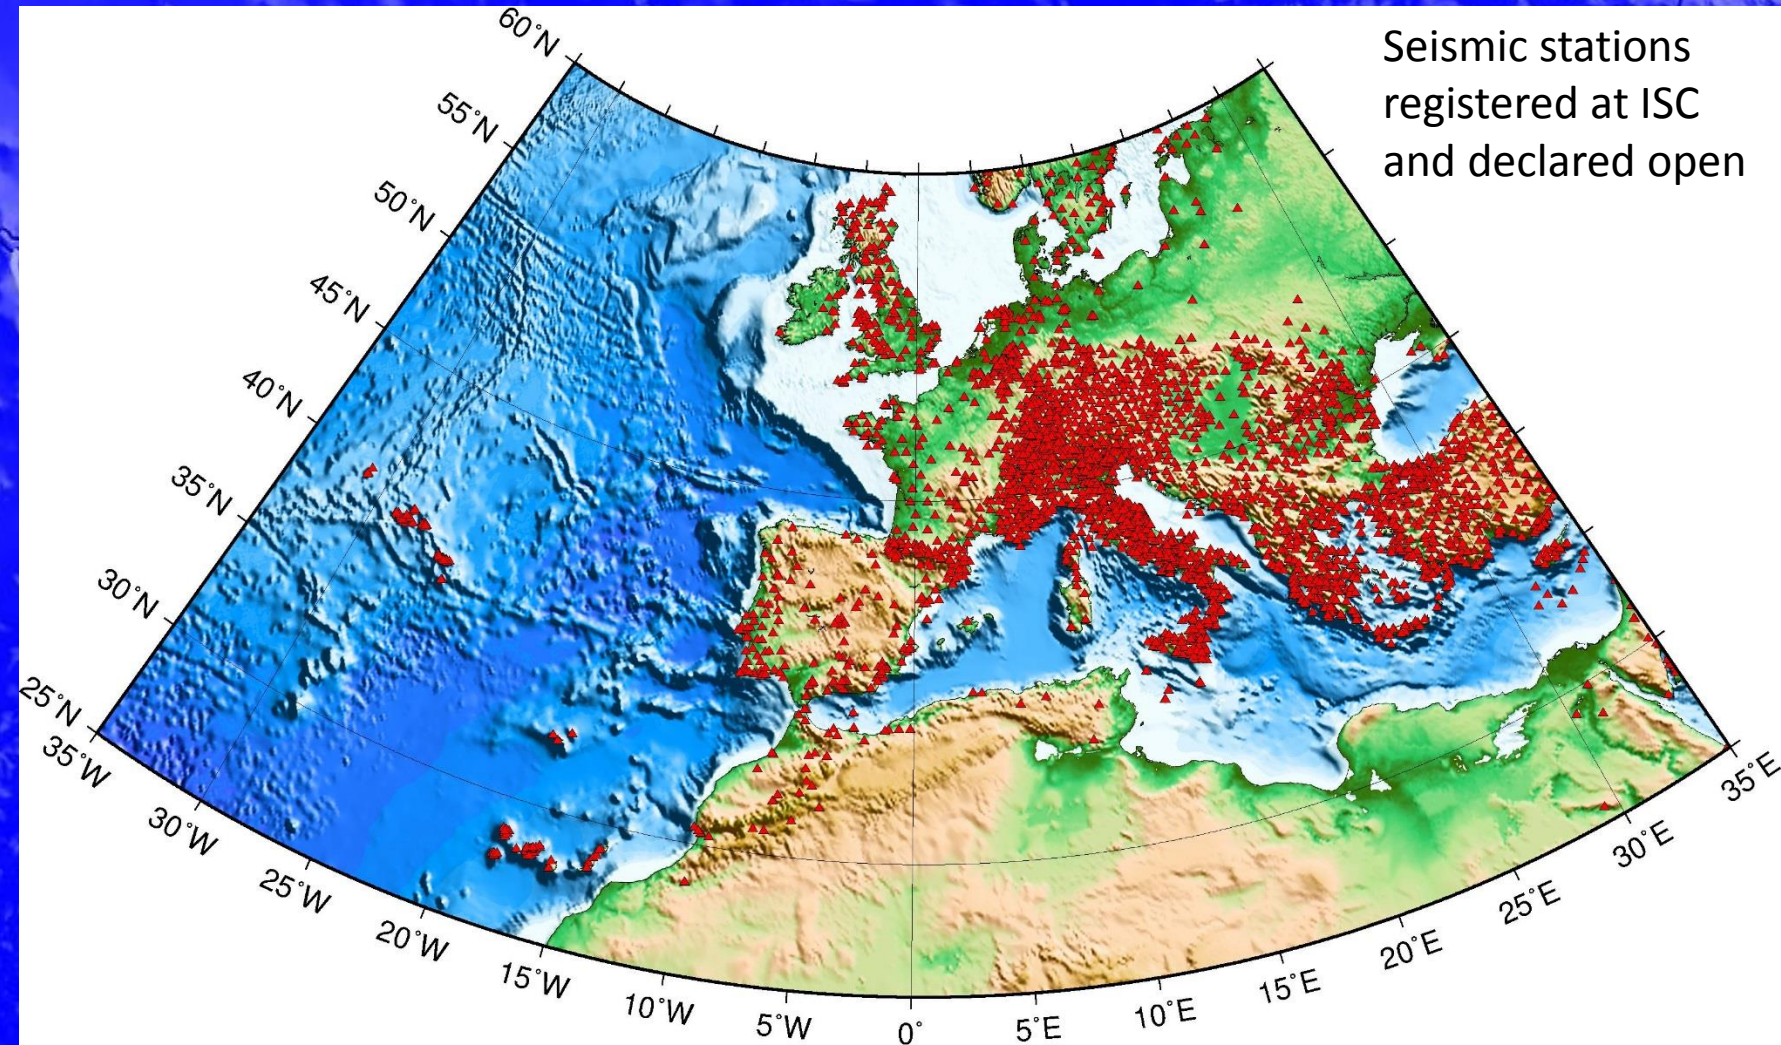 Seismic stations
registered at ISC
and declared open
60°N
55°N
50°N
45°N
40°N
35°N
30°N
25°N
35°W
30°W
25°W
20°W
15°W
10°W
5°W
0°
5°E
10°E
15°E
20°E
25°E
30°E
35°E